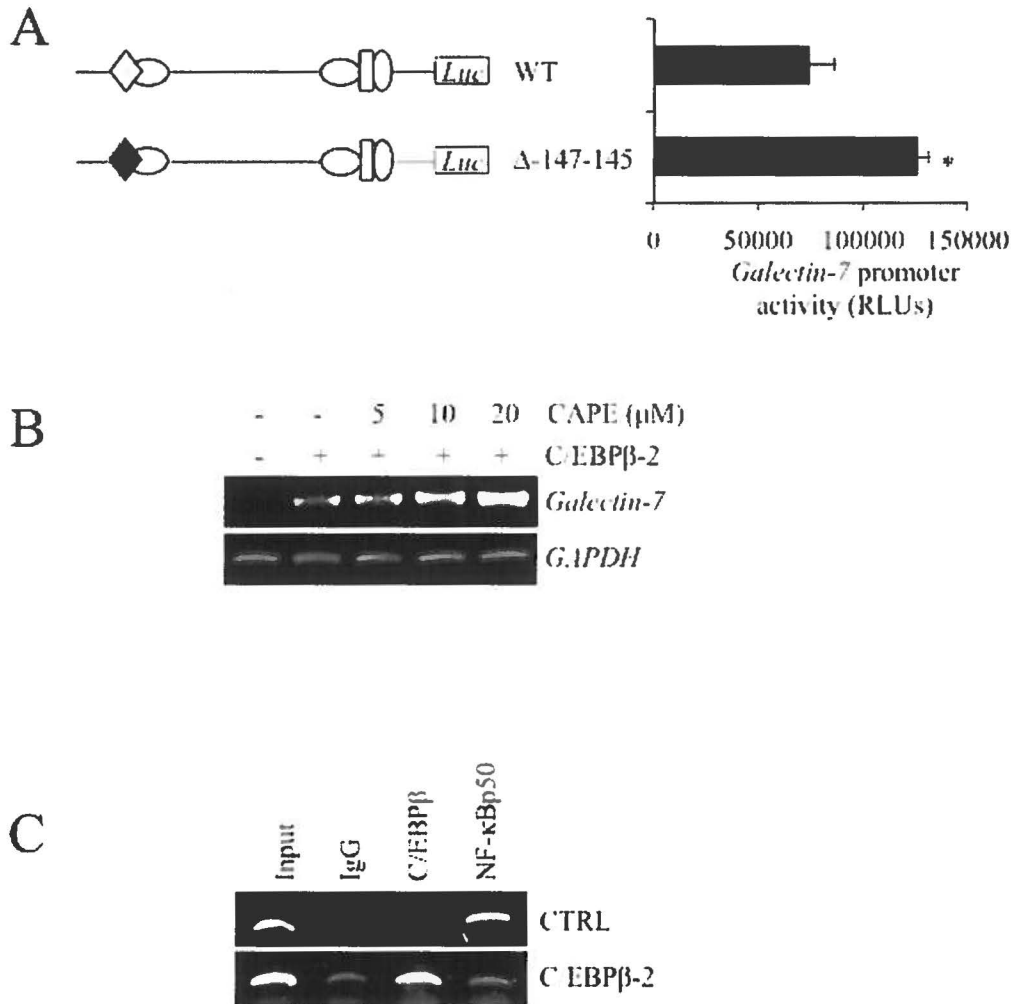 A
Luc WT
Luc Δ-147-145
0 50000 100000 150000
Galectin-7 promoter
activity (RLUs)
*
B
- - 5 10 20 CAPE (μM)
- + + + + C/EBPβ-2
Galectin-7
GAPDH
C
Input IgG C/EBPβ NF-κBp50
CTRL
C/EBPβ-2